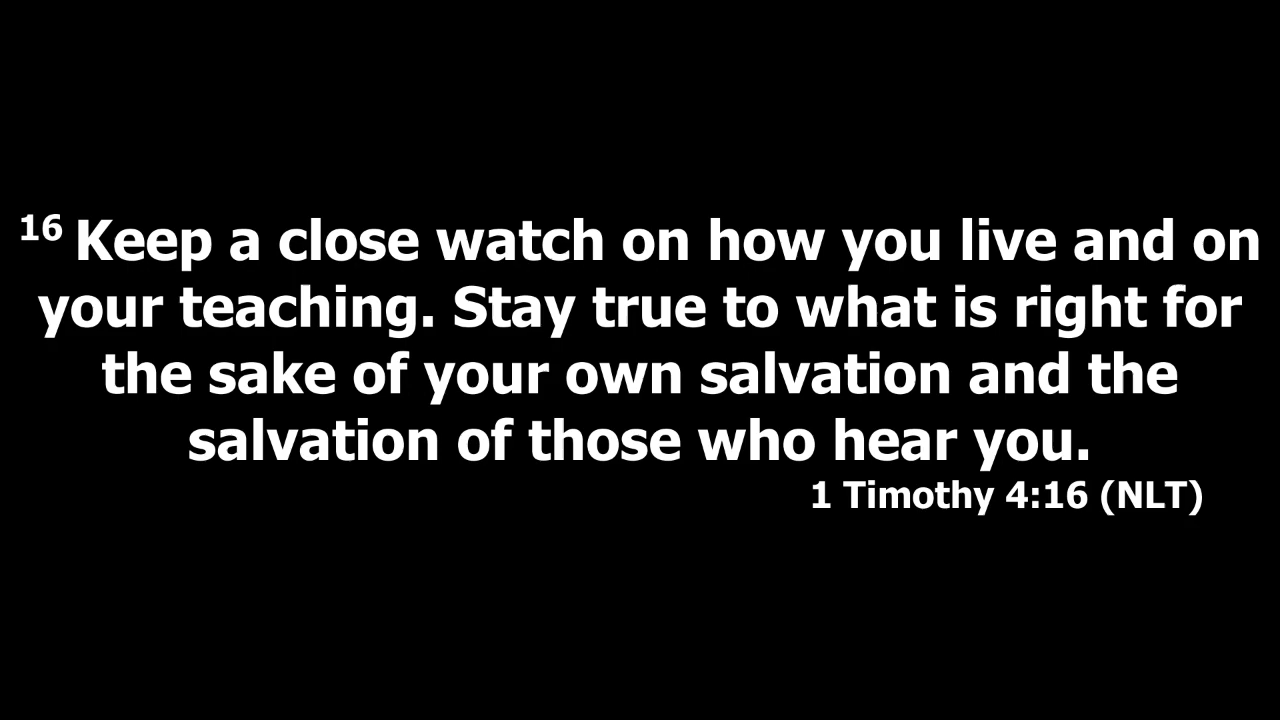 16 Keep a close watch on how you live and on
your teaching. Stay true to what is right for
the sake of your own salvation and the
salvation of those who hear you.
1 Timothy 4:16 (NLT)